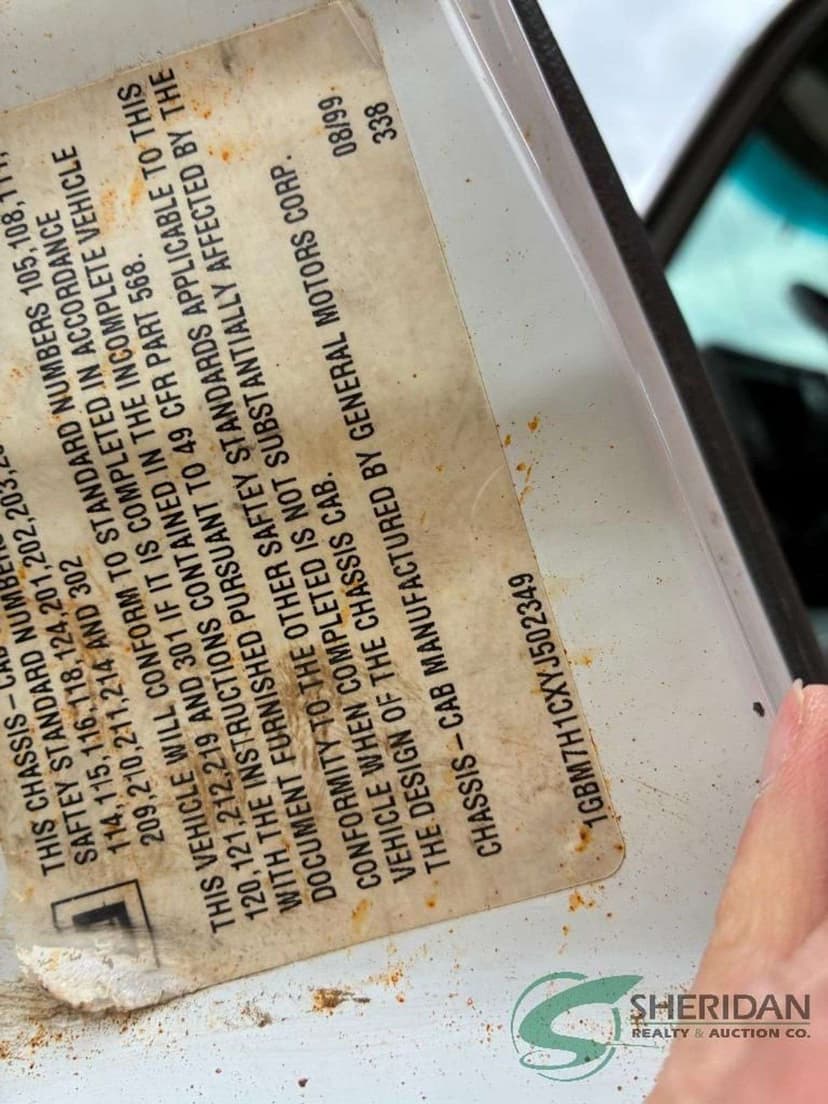 THIS CHASSIS-CAB
THIS STANDARD NUMBERS 105,108,111,
SAFTEY STANDARD NUMBERS 202,203,
114,115,116,118,124,201,
209,210,211,214 AND 302
THIS VEHICLE WILL CONFORM TO STANDARD NUMBERS
120,121,212,219 AND 301 IF IT IS COMPLETED IN ACCORDANCE
WITH THE INSTRUCTIONS CONTAINED IN THE INCOMPLETE VEHICLE
DOCUMENT FURNISHED PURSUANT TO 49 CFR PART 568.
CONFORMITY TO THE OTHER SAFTEY STANDARDS APPLICABLE TO THIS
VEHICLE WHEN COMPLETED IS NOT SUBSTANTIALLY AFFECTED BY THE
THE DESIGN OF THE CHASSIS CAB.
CHASSIS-CAB MANUFACTURED BY GENERAL MOTORS CORP.
08/99
338
1GBM7H1CXYJ502349
SHERIDAN
REALTY & AUCTION CO.